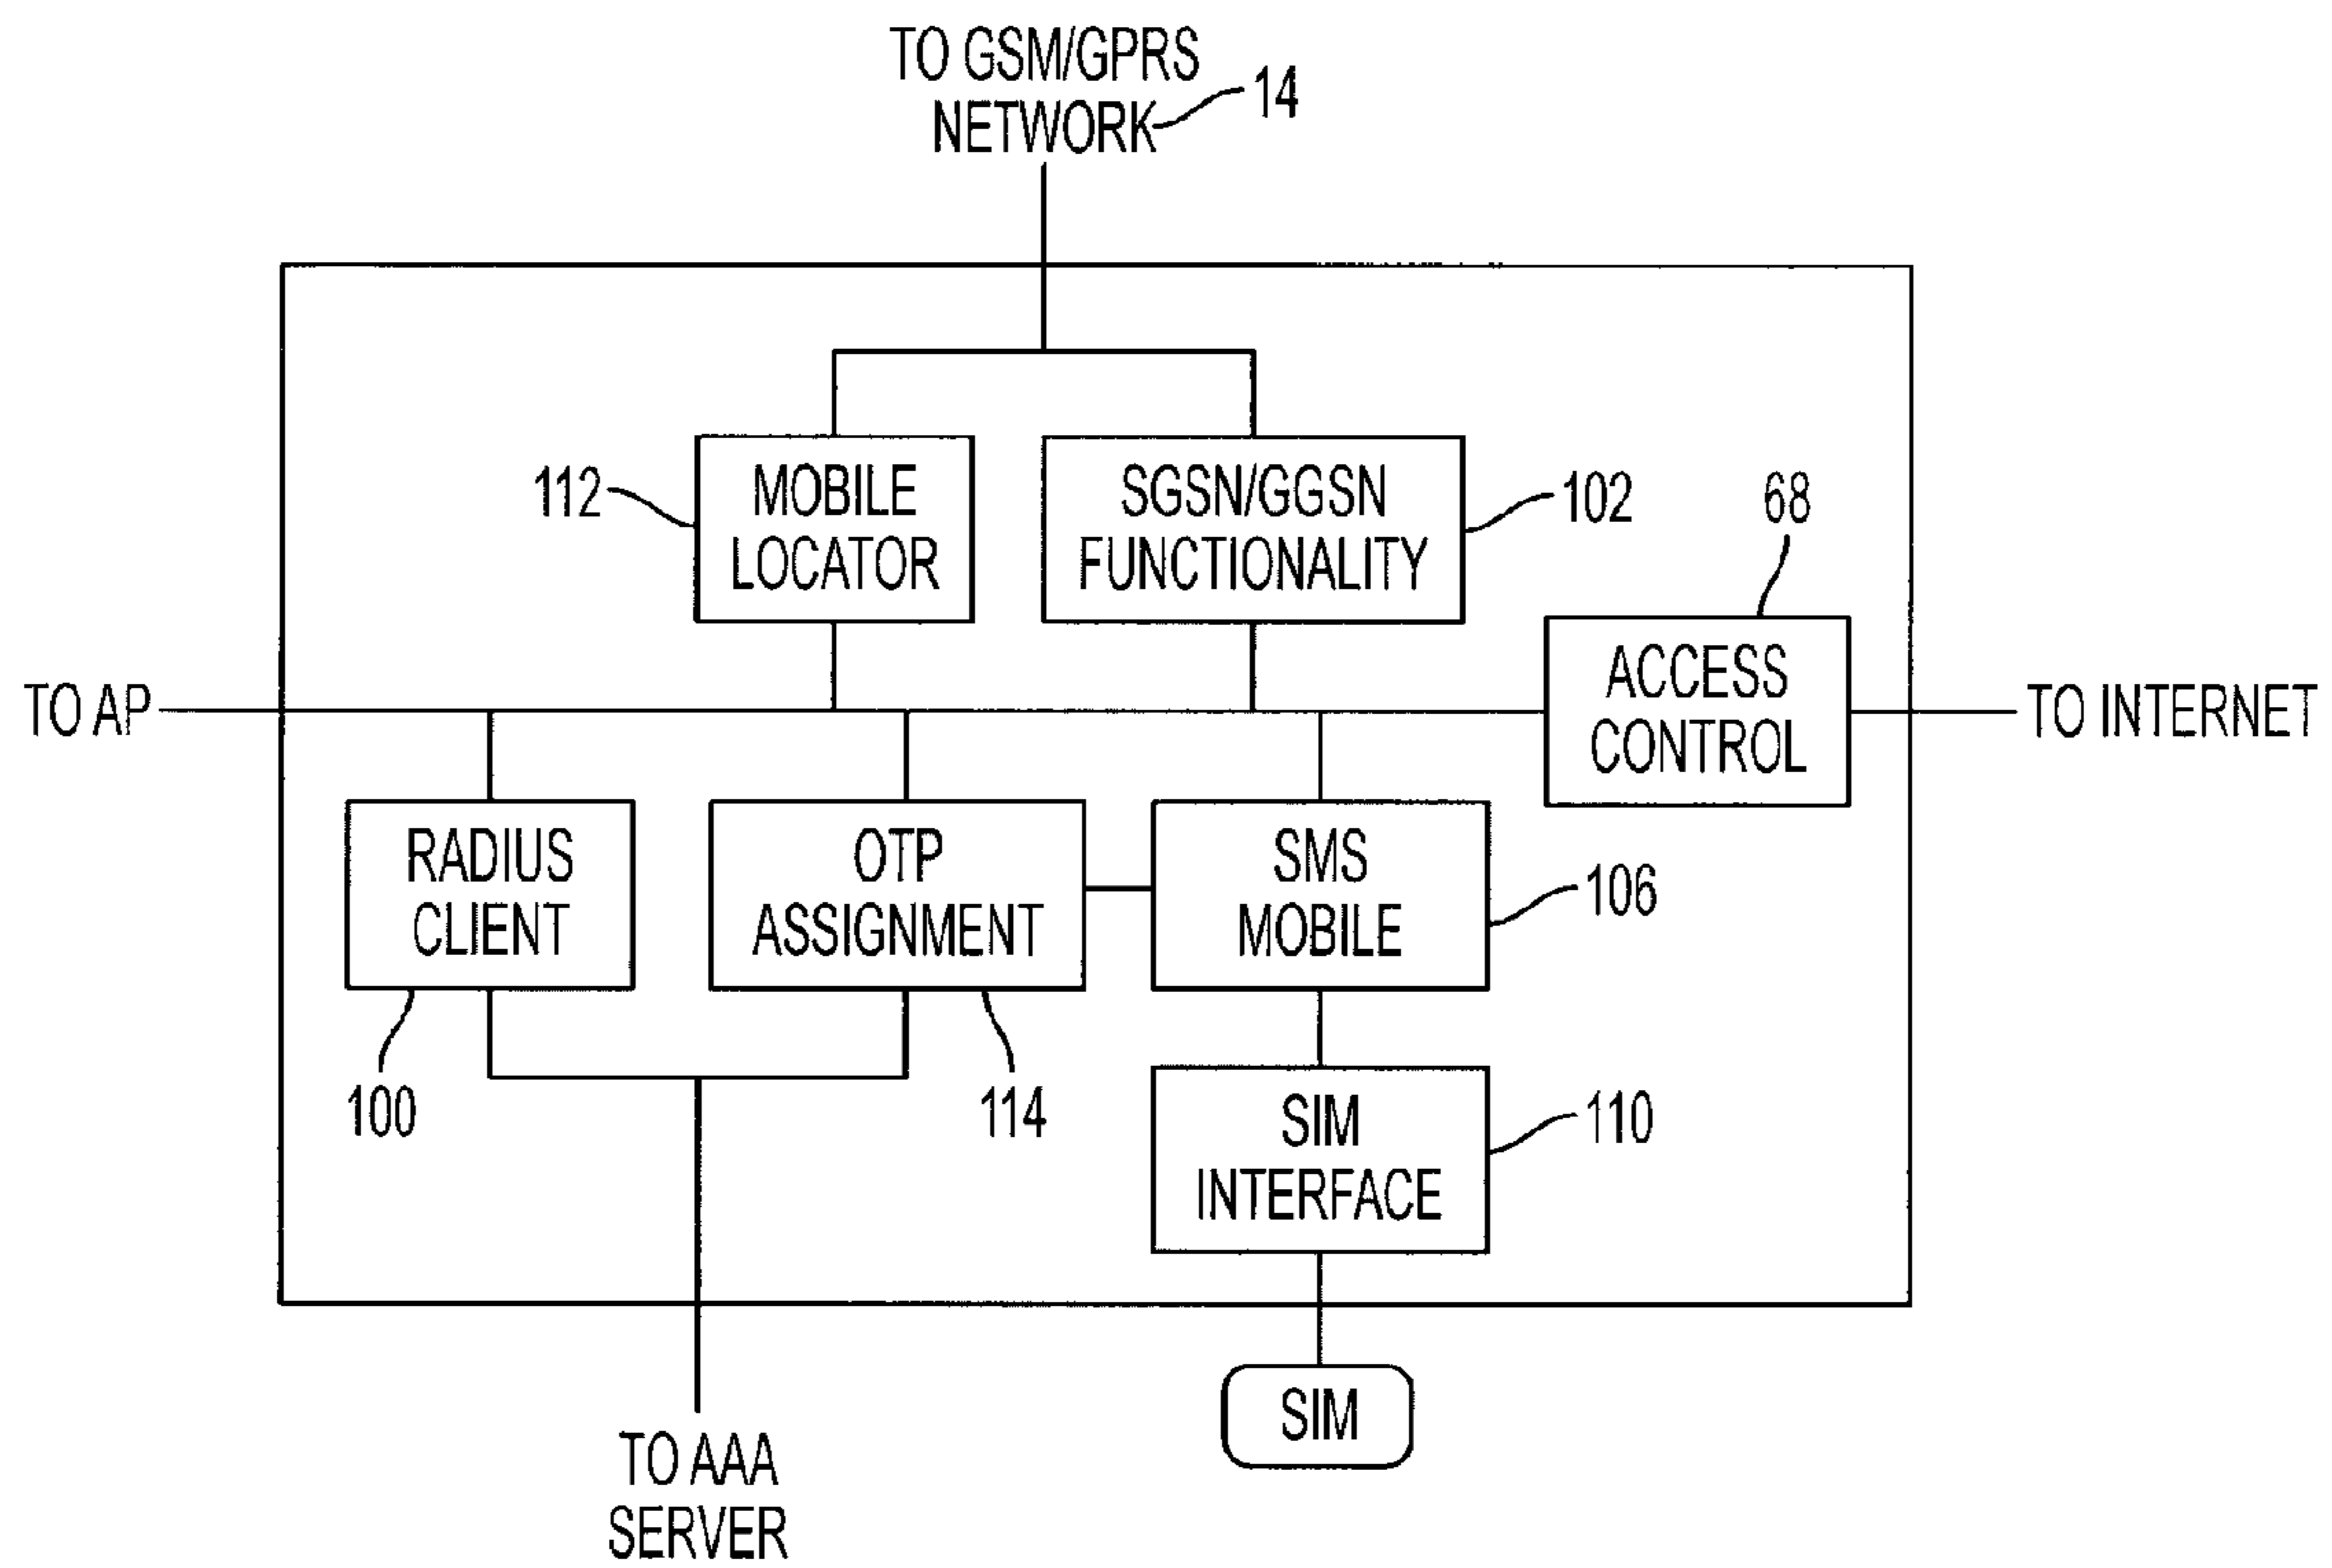 TO GSM/GPRS
NETWORK
14
112
MOBILE
LOCATOR
SGSN/GGSN
FUNCTIONALITY
102
68
ACCESS
CONTROL
TO AP
TO INTERNET
RADIUS
CLIENT
OTP
ASSIGNMENT
SMS
MOBILE
106
100
114
SIM
INTERFACE
110
SIM
TO AAA
SERVER